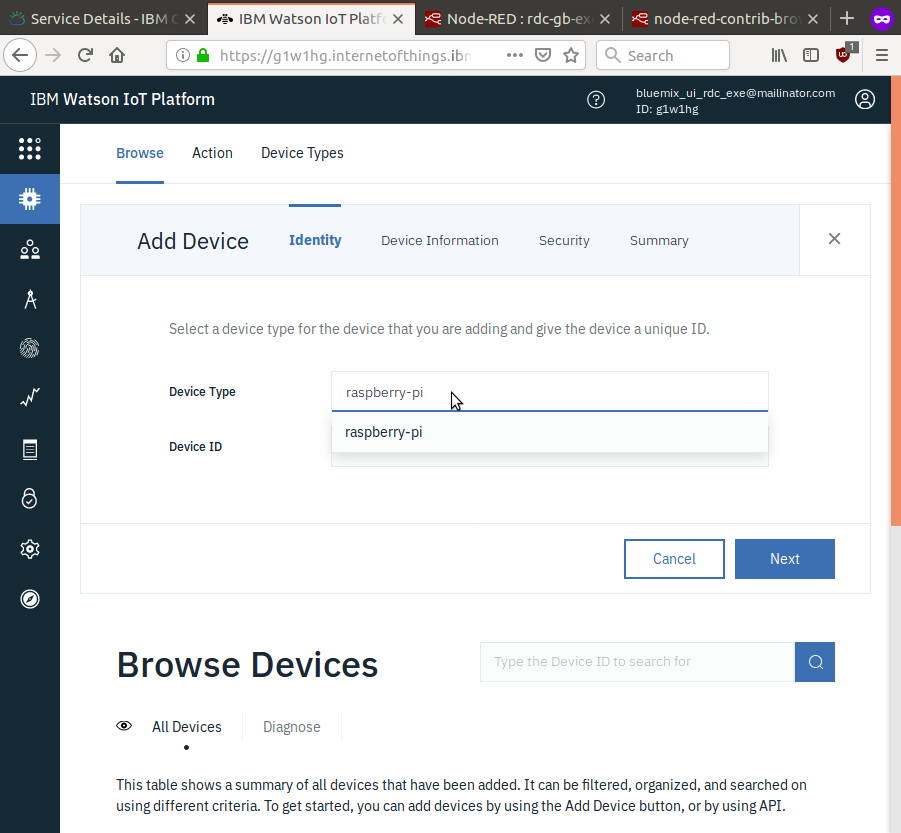 Service Details - IBM C
IBM Watson IoT Platf
Node-RED : rdc-gb-ex
node-red-contrib-bro
https://g1w1hg.internetofthings.ibn
Search
1
IBM Watson IoT Platform
bluemix_ui_rdc_exe@mailinator.com
ID: g1w1hg
Browse
Action
Device Types
Add Device
Identity
Device Information
Security
Summary
Select a device type for the device that you are adding and give the device a unique ID.
Device Type
raspberry-pi
raspberry-pi
Device ID
Cancel
Next
Browse Devices
Type the Device ID to search for
All Devices
Diagnose
This table shows a summary of all devices that have been added. It can be filtered, organized, and searched on
using different criteria. To get started, you can add devices by using the Add Device button, or by using API.